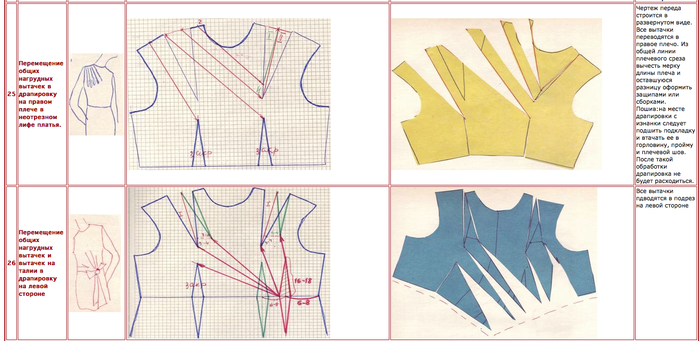 25
Перемещение
общих
нагрудных
вытачек в
драпировку
на правом
плече в
неотрезном
лифе платья.
2
закр
закр
Чертеж переда
строится в
развернутом виде.
Все вытачки
переводятся в
правое плечо. Из
общей линии
плечевого среза
вычесть мерку
длины плеча и
оставшуюся
разницу оформить
защипами или
сборками.
Пошив:на месте
драпировки с
изнанки следует
подшить подкладку
и втачать ее в
горловину, пройму
и плечевой шов.
После такой
обработки
драпировка не
будет расходиться.
26
Перемещение
общих
нагрудных
вытачек и
вытачек на
талии в
драпировку
на левой
стороне
закр
16-18
6-8
Все вытачки
пдводятся в подрез
на левой стороне